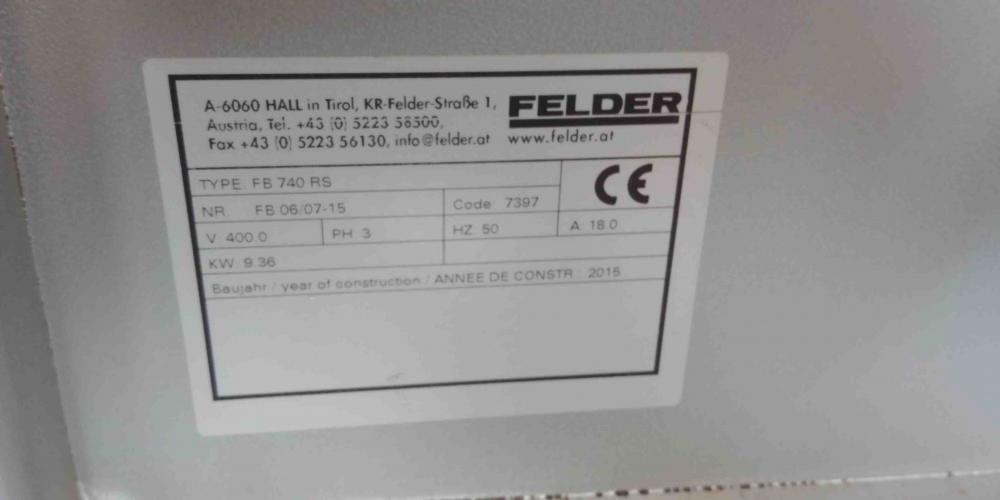 A-6060 HALL in Tirol, KR-Felder-Straße 1,
Austria, Tel. +43 (0) 5223 58500,
Fax +43 (0) 5223 56130, info@felder.at
FELDER
www.felder.at
TYPE: FB 740 RS
CE
NR. FB 06/07-15
Code: 7397
V: 400.0
PH: 3
HZ: 50
A: 18.0
KW: 9.36
Baujahr / year of construction / ANNEE DE CONSTR.: 2015